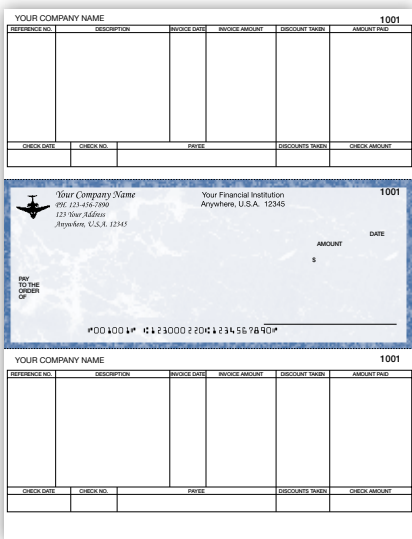 YOUR COMPANY NAME 1001
REFERENCE NO. DESCRIPTION INVOICE DATE INVOICE AMOUNT DISCOUNT TAKEN AMOUNT PAID
CHECK DATE CHECK NO. PAYEE DISCOUNTS TAKEN CHECK AMOUNT
Your Company Name Your Financial Institution 1001
PH. 123-456-7890 Anywhere, U.S.A. 12345
123 Your Address
Anywhere, U.S.A. 12345
DATE
AMOUNT
$
PAY
TO THE
ORDER
OF
⑈001001⑈ ⑆123000220⑆1234567890⑈
YOUR COMPANY NAME 1001
REFERENCE NO. DESCRIPTION INVOICE DATE INVOICE AMOUNT DISCOUNT TAKEN AMOUNT PAID
CHECK DATE CHECK NO. PAYEE DISCOUNTS TAKEN CHECK AMOUNT